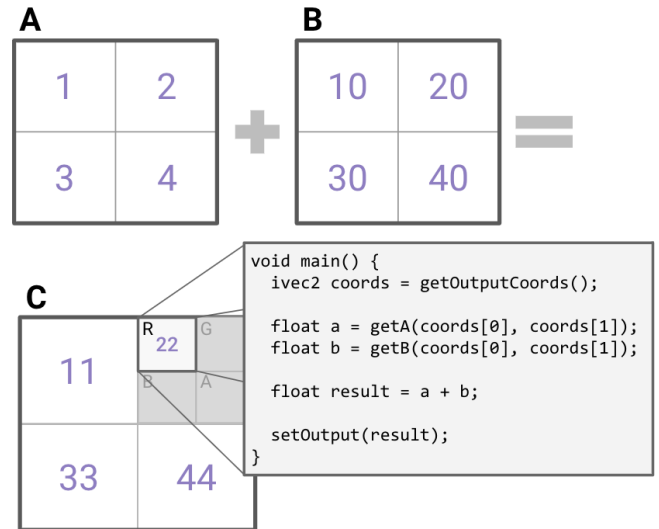 A
B
1 2
+
10 20
=
3 4
30 40
C
void main() {
ivec2 coords = getOutputCoords();
float a = getA(coords[0], coords[1]);
float b = getB(coords[0], coords[1]);
float result = a + b;
setOutput(result);
}
11
R
22
G
B
A
33 44